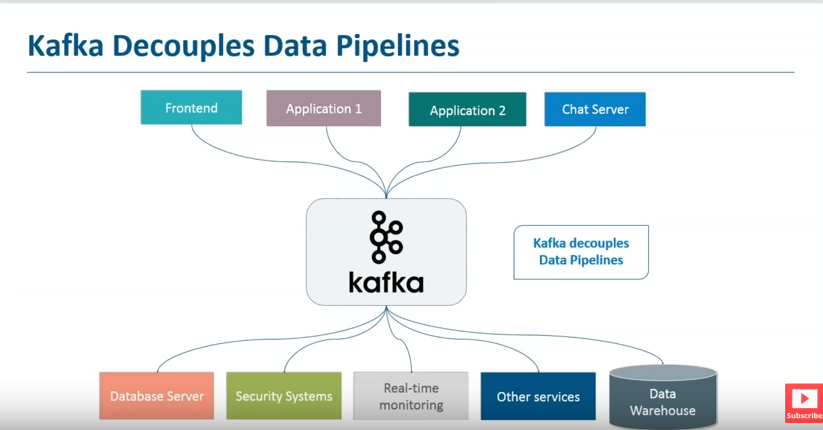 Kafka Decouples Data Pipelines
Frontend
Application 1
Application 2
Chat Server
kafka
Kafka decouples
Data Pipelines
Database Server
Security Systems
Real-time
monitoring
Other services
Data
Warehouse
Subscribe